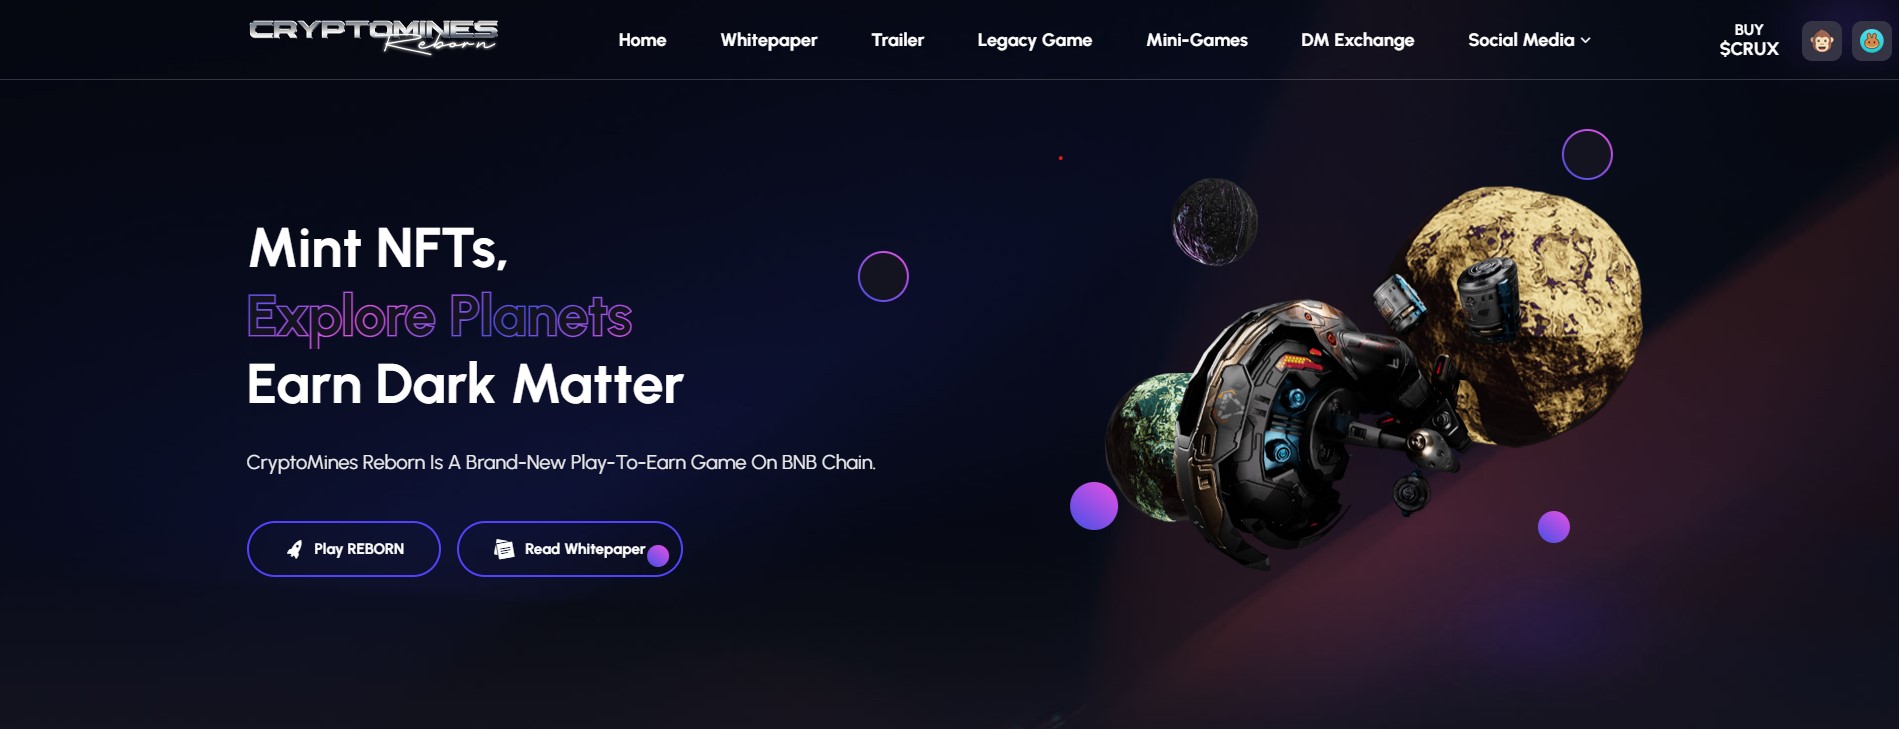 CRYPTOMINES
Reborn
Home Whitepaper Trailer Legacy Game Mini-Games DM Exchange Social Media
BUY
$CRUX
Mint NFTs,
Explore Planets
Earn Dark Matter
CryptoMines Reborn Is A Brand-New Play-To-Earn Game On BNB Chain.
Play REBORN Read Whitepaper